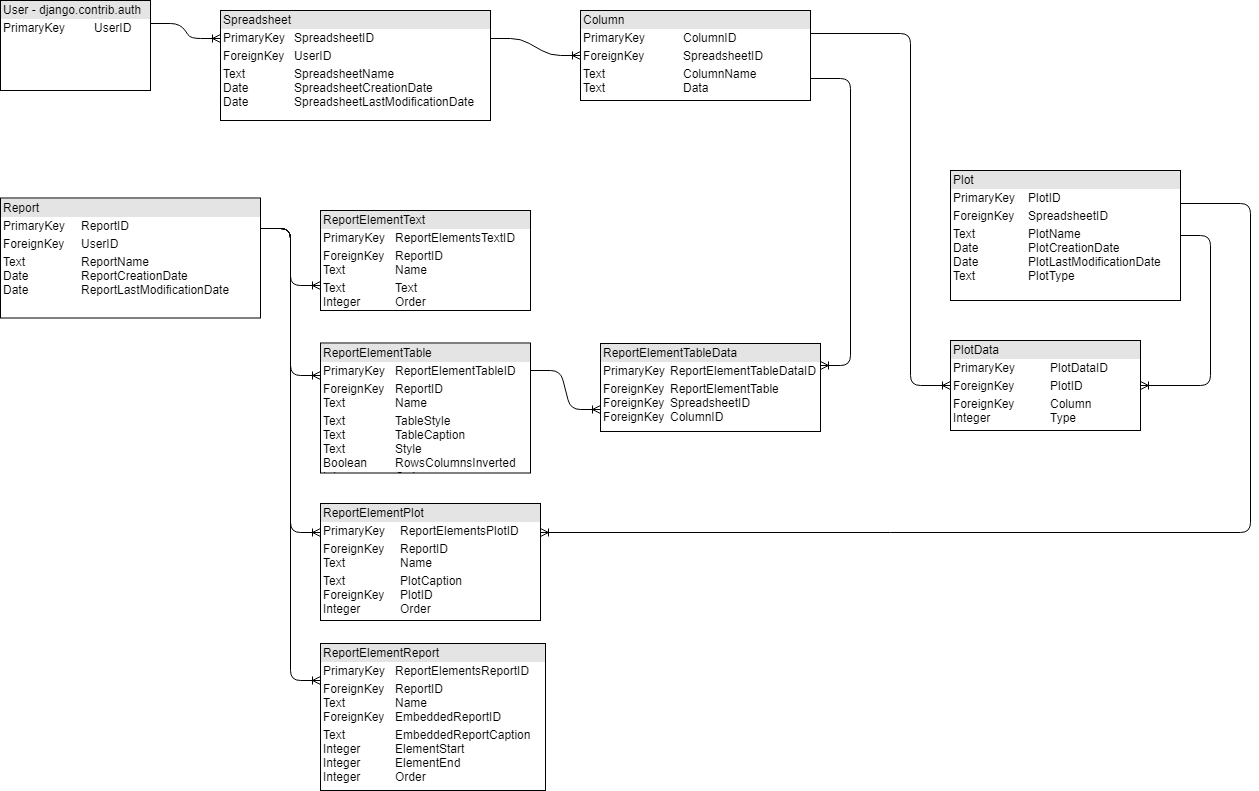 User - django.contrib.auth
PrimaryKey UserID
Spreadsheet
PrimaryKey SpreadsheetID
ForeignKey UserID
Text SpreadsheetName
Date SpreadsheetCreationDate
Date SpreadsheetLastModificationDate
Column
PrimaryKey ColumnID
ForeignKey SpreadsheetID
Text ColumnName
Text Data
Plot
PrimaryKey PlotID
ForeignKey SpreadsheetID
Text PlotName
Date PlotCreationDate
Date PlotLastModificationDate
Text PlotType
Report
PrimaryKey ReportID
ForeignKey UserID
Text ReportName
Date ReportCreationDate
Date ReportLastModificationDate
ReportElementText
PrimaryKey ReportElementsTextID
ForeignKey ReportID
Text Name
Text Text
Integer Order
ReportElementTable
PrimaryKey ReportElementTableID
ForeignKey ReportID
Text Name
Text TableStyle
Text TableCaption
Text Style
Boolean RowsColumnsInverted
ReportElementTableData
PrimaryKey ReportElementTableDataID
ForeignKey ReportElementTable
ForeignKey SpreadsheetID
ForeignKey ColumnID
PlotData
PrimaryKey PlotDataID
ForeignKey PlotID
ForeignKey Column
Integer Type
ReportElementPlot
PrimaryKey ReportElementsPlotID
ForeignKey ReportID
Text Name
Text PlotCaption
ForeignKey PlotID
Integer Order
ReportElementReport
PrimaryKey ReportElementsReportID
ForeignKey ReportID
Text Name
ForeignKey EmbeddedReportID
Text EmbeddedReportCaption
Integer ElementStart
Integer ElementEnd
Integer Order